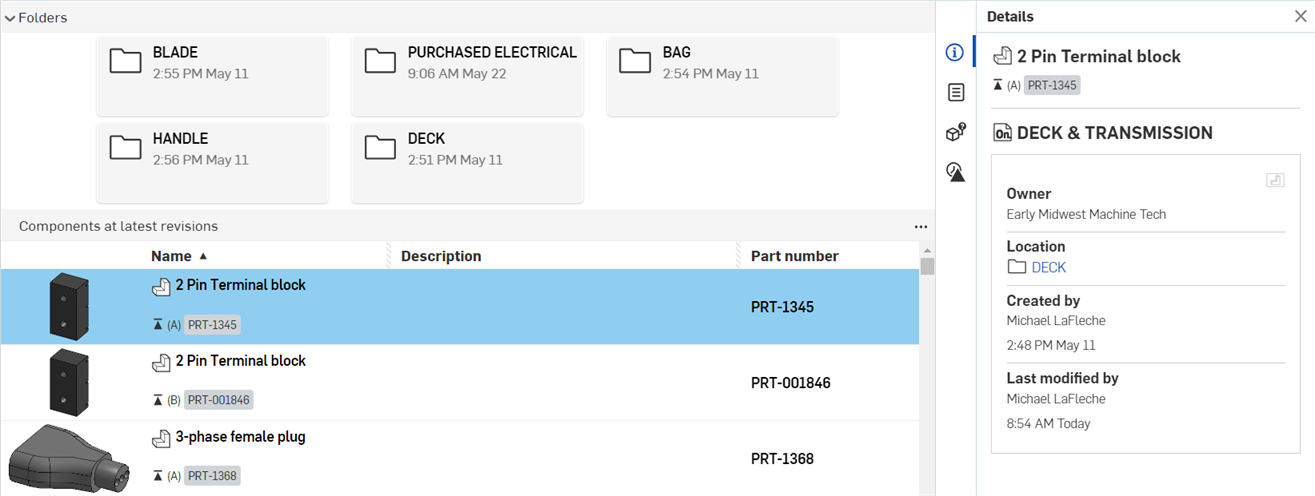 Folders
BLADE
2:55 PM May 11
PURCHASED ELECTRICAL
9:06 AM May 22
BAG
2:54 PM May 11
HANDLE
2:56 PM May 11
DECK
2:51 PM May 11
Components at latest revisions
Name Description Part number
2 Pin Terminal block
(A) PRT-1345
PRT-1345
2 Pin Terminal block
(B) PRT-001846
PRT-001846
3-phase female plug
(A) PRT-1368
PRT-1368
Details
2 Pin Terminal block
(A) PRT-1345
On DECK & TRANSMISSION
Owner
Early Midwest Machine Tech
Location
DECK
Created by
Michael LaFleche
2:48 PM May 11
Last modified by
Michael LaFleche
8:54 AM Today